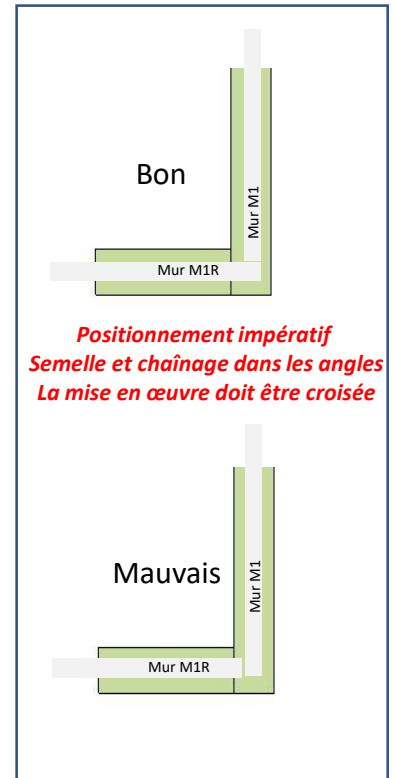 Bon
Mur M1
Mur M1R
Positionnement impératif
Semelle et chaînage dans les angles
La mise en œuvre doit être croisée
Mauvais
Mur M1
Mur M1R